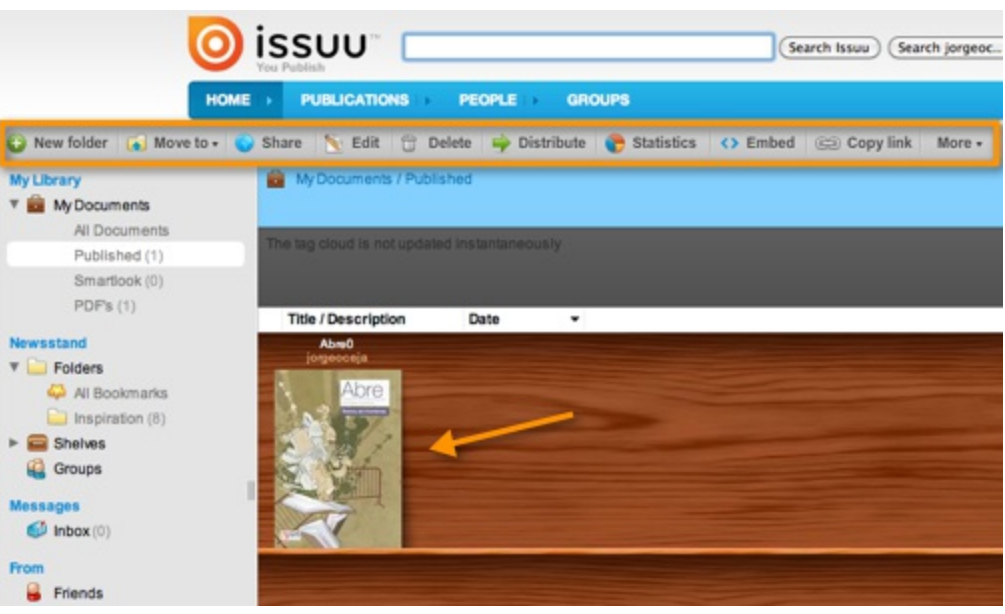 issuu™
You Publish
Search Issuu
Search jorgeoc...
HOME
PUBLICATIONS
PEOPLE
GROUPS
New folder
Move to
Share
Edit
Delete
Distribute
Statistics
Embed
Copy link
More
My Library
My Documents
All Documents
Published (1)
Smartlook (0)
PDF's (1)
Newsstand
Folders
All Bookmarks
Inspiration (8)
Shelves
Groups
Messages
Inbox (0)
From
Friends
My Documents / Published
The tag cloud is not updated instantaneously
Title / Description
Date
Abre0
jorgeoceja
Abre